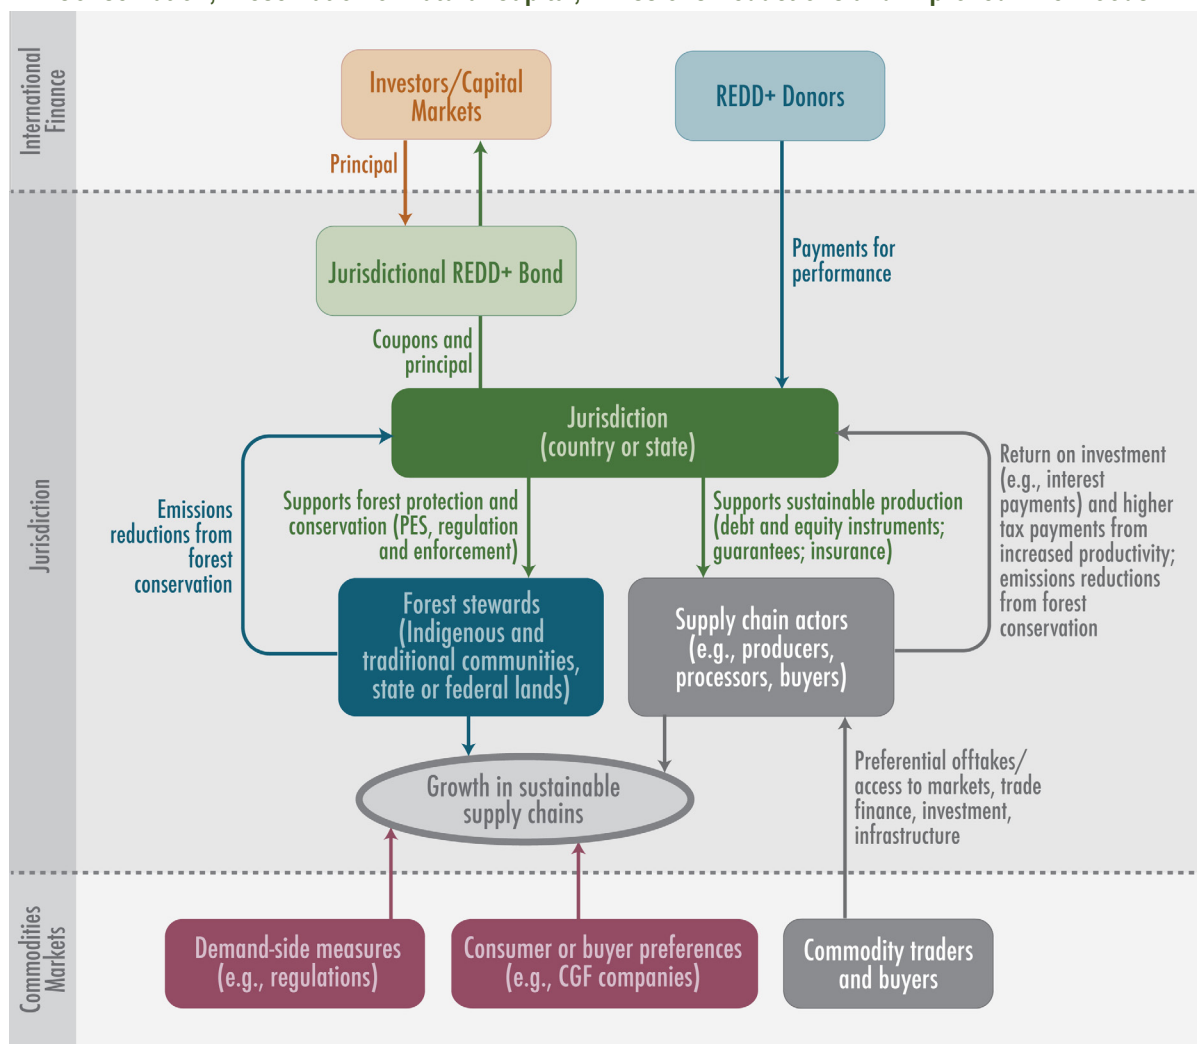 International
Finance
Investors/Capital
Markets
REDD+ Donors
Principal
Jurisdiction
Jurisdictional REDD+ Bond
Payments for
performance
Coupons and
principal
Jurisdiction
(country or state)
Emissions
reductions from
forest
conservation
Supports forest protection and
conservation (PES, regulation
and enforcement)
Supports sustainable production
(debt and equity instruments;
guarantees; insurance)
Return on investment
(e.g., interest
payments) and higher
tax payments from
increased productivity;
emissions reductions
from forest
conservation
Forest stewards
(Indigenous and
traditional communities,
state or federal lands)
Supply chain actors
(e.g., producers,
processors, buyers)
Growth in sustainable
supply chains
Preferential offtakes/
access to markets, trade
finance, investment,
infrastructure
Commodities
Markets
Demand-side measures
(e.g., regulations)
Consumer or buyer preferences
(e.g., CGF companies)
Commodity traders
and buyers